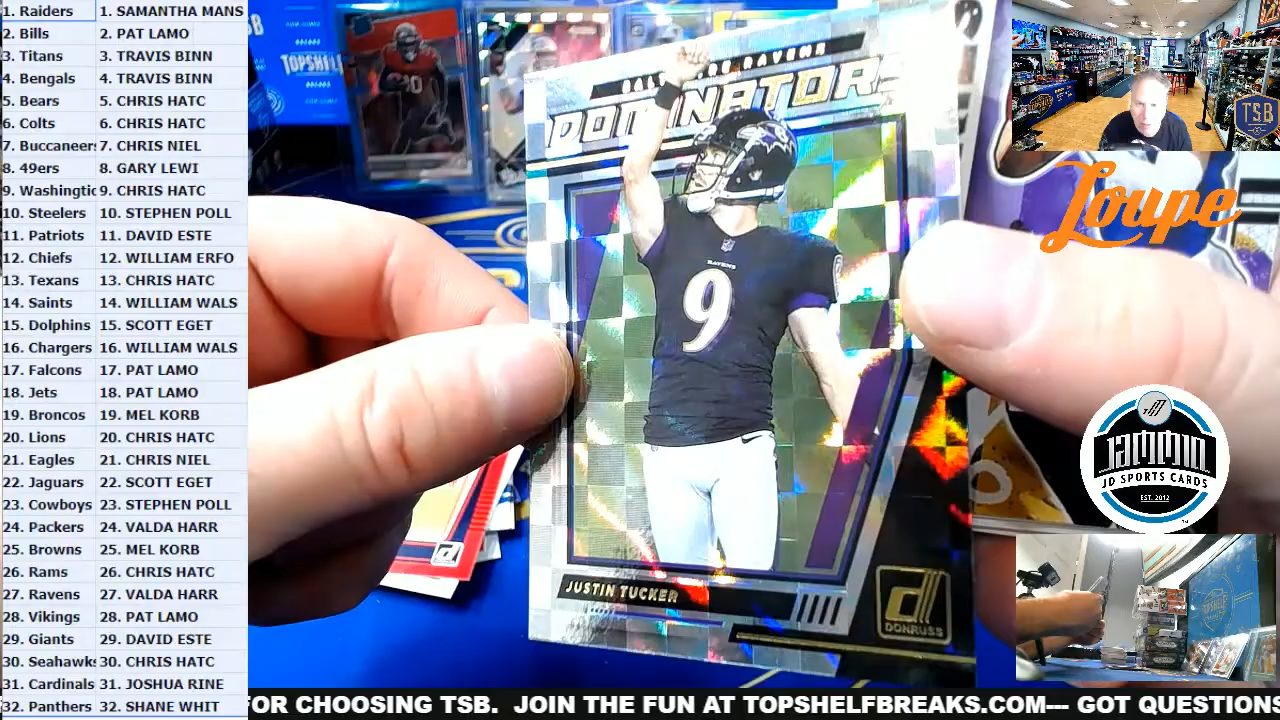 1. Raiders 1. SAMANTHA MANS
2. Bills 2. PAT LAMO
3. Titans 3. TRAVIS BINN
4. Bengals 4. TRAVIS BINN
5. Bears 5. CHRIS HATC
6. Colts 6. CHRIS HATC
7. Buccaneers 7. CHRIS NIEL
8. 49ers 8. GARY LEWI
9. Washingtic 9. CHRIS HATC
10. Steelers 10. STEPHEN POLL
11. Patriots 11. DAVID ESTE
12. Chiefs 12. WILLIAM ERFO
13. Texans 13. CHRIS HATC
14. Saints 14. WILLIAM WALS
15. Dolphins 15. SCOTT EGET
16. Chargers 16. WILLIAM WALS
17. Falcons 17. PAT LAMO
18. Jets 18. PAT LAMO
19. Broncos 19. MEL KORB
20. Lions 20. CHRIS HATC
21. Eagles 21. CHRIS NIEL
22. Jaguars 22. SCOTT EGET
23. Cowboys 23. STEPHEN POLL
24. Packers 24. VALDA HARR
25. Browns 25. MEL KORB
26. Rams 26. CHRIS HATC
27. Ravens 27. VALDA HARR
28. Vikings 28. PAT LAMO
29. Giants 29. DAVID ESTE
30. Seahawks 30. CHRIS HATC
31. Cardinals 31. JOSHUA RINE
32. Panthers 32. SHANE WHIT
TOPSHELF
RAVENS
DOMINATORS
RAVENS
9
JUSTIN TUCKER
DONRUSS
TSB
Loupe
JAMMIN
JD SPORTS CARDS
EST. 2012
FOR CHOOSING TSB. JOIN THE FUN AT TOPSHELFBREAKS.COM--- GOT QUESTIONS